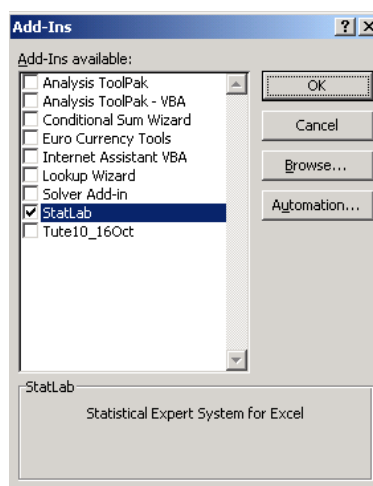 Add-Ins
Add-Ins available:
Analysis ToolPak
Analysis ToolPak - VBA
Conditional Sum Wizard
Euro Currency Tools
Internet Assistant VBA
Lookup Wizard
Solver Add-in
StatLab
Tute10_16Oct
OK
Cancel
Browse...
Automation...
StatLab
Statistical Expert System for Excel